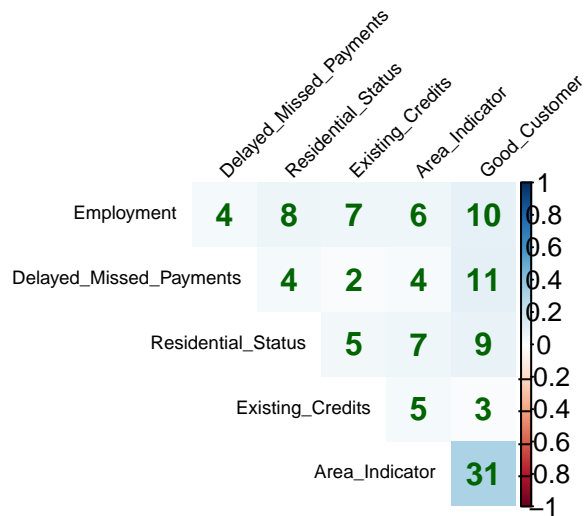 Delayed_Missed_Payments
Residential_Status
Existing_Credits
Area_Indicator
Good_Customer
Employment 4 8 7 6 10
Delayed_Missed_Payments 4 2 4 11
Residential_Status 5 7 9
Existing_Credits 5 3
Area_Indicator 31
1
0.8
0.6
0.4
0.2
0
−0.2
−0.4
−0.6
−0.8
−1